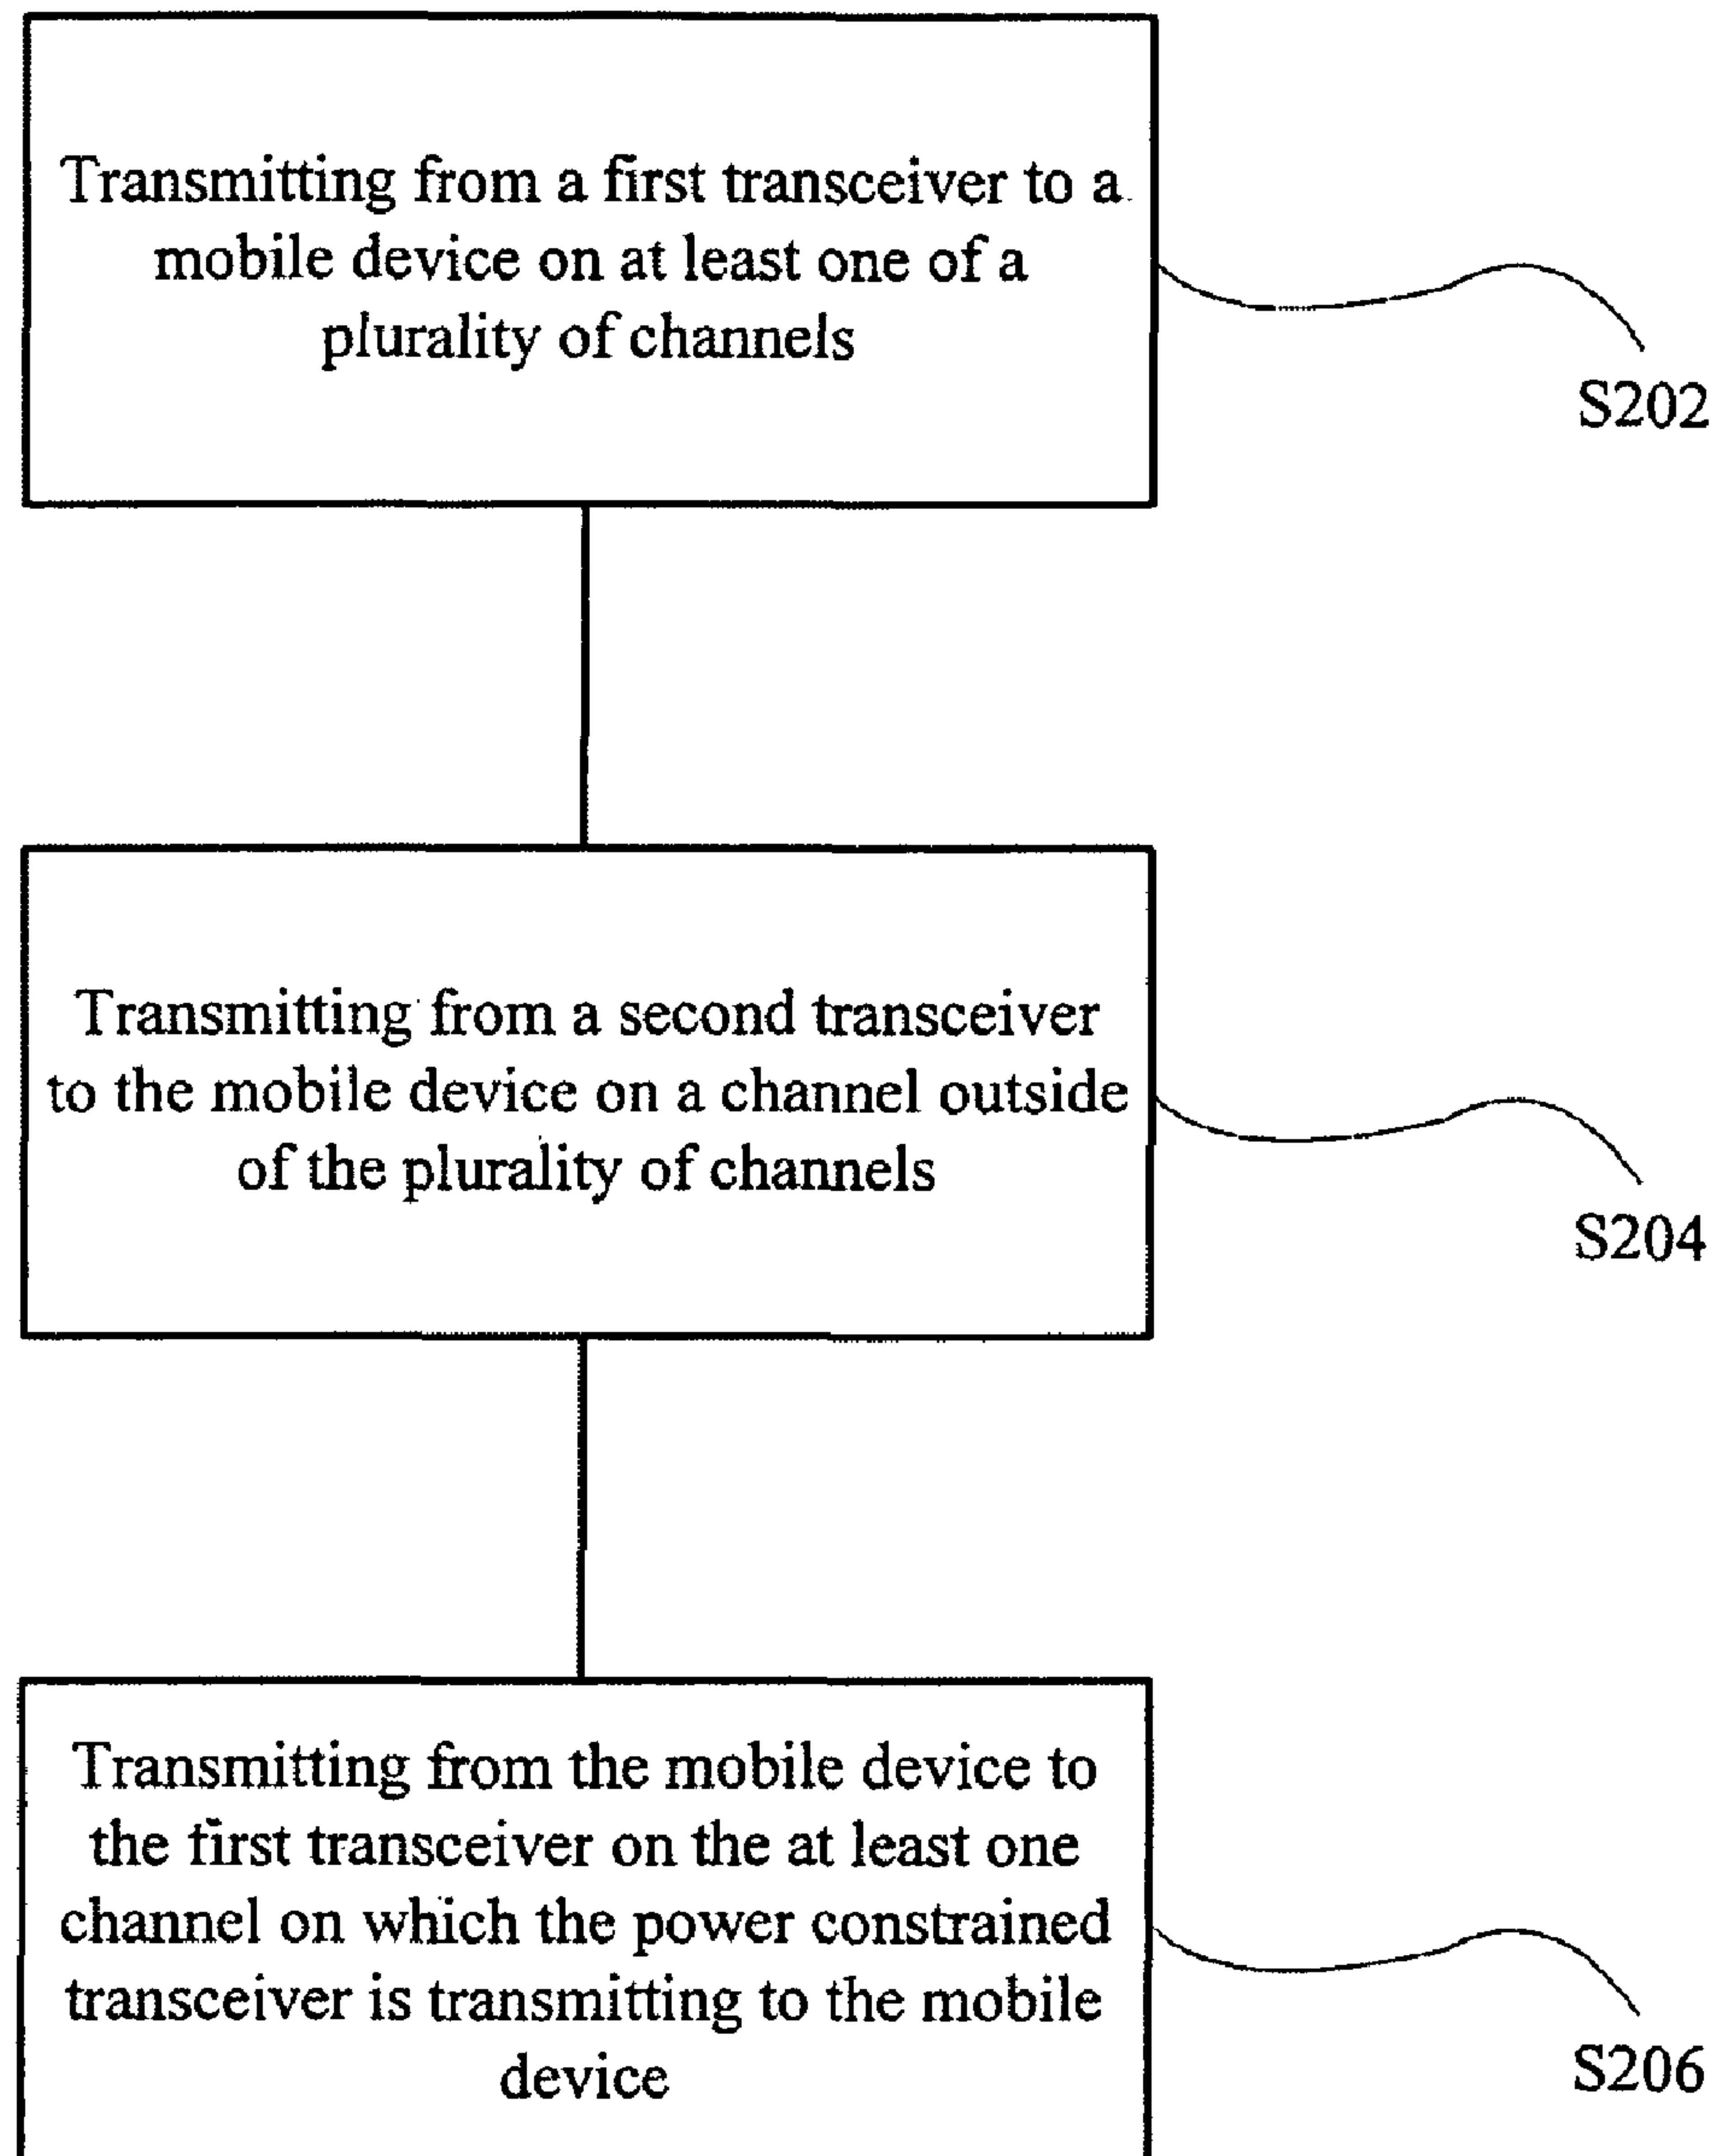 Transmitting from a first transceiver to a
mobile device on at least one of a
plurality of channels
S202
Transmitting from a second transceiver
to the mobile device on a channel outside
of the plurality of channels
S204
Transmitting from the mobile device to
the first transceiver on the at least one
channel on which the power constrained
transceiver is transmitting to the mobile
device
S206